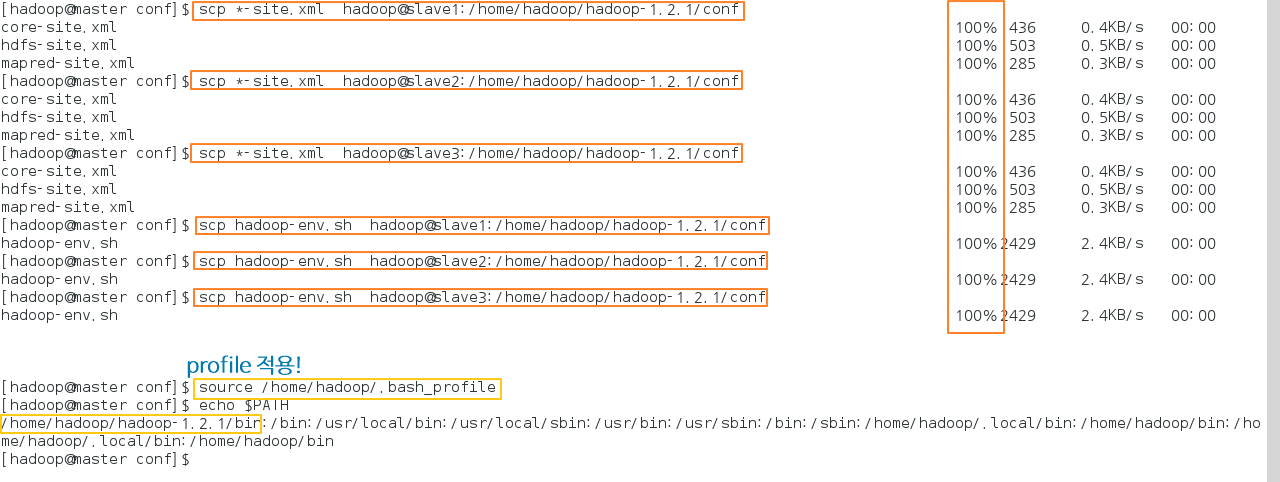 [hadoop@master conf]$ scp *-site.xml  hadoop@slave1:/home/hadoop/hadoop-1.2.1/conf
core-site.xml 100% 436 0.4KB/s 00:00
hdfs-site.xml 100% 503 0.5KB/s 00:00
mapred-site.xml 100% 285 0.3KB/s 00:00
[hadoop@master conf]$ scp *-site.xml  hadoop@slave2:/home/hadoop/hadoop-1.2.1/conf
core-site.xml 100% 436 0.4KB/s 00:00
hdfs-site.xml 100% 503 0.5KB/s 00:00
mapred-site.xml 100% 285 0.3KB/s 00:00
[hadoop@master conf]$ scp *-site.xml  hadoop@slave3:/home/hadoop/hadoop-1.2.1/conf
core-site.xml 100% 436 0.4KB/s 00:00
hdfs-site.xml 100% 503 0.5KB/s 00:00
mapred-site.xml 100% 285 0.3KB/s 00:00
[hadoop@master conf]$ scp hadoop-env.sh  hadoop@slave1:/home/hadoop/hadoop-1.2.1/conf
hadoop-env.sh 100% 2429 2.4KB/s 00:00
[hadoop@master conf]$ scp hadoop-env.sh  hadoop@slave2:/home/hadoop/hadoop-1.2.1/conf
hadoop-env.sh 100% 2429 2.4KB/s 00:00
[hadoop@master conf]$ scp hadoop-env.sh  hadoop@slave3:/home/hadoop/hadoop-1.2.1/conf
hadoop-env.sh 100% 2429 2.4KB/s 00:00
profile 적용!
[hadoop@master conf]$ source /home/hadoop/.bash_profile
[hadoop@master conf]$ echo $PATH
/home/hadoop/hadoop-1.2.1/bin:/bin:/usr/local/bin:/usr/local/sbin:/usr/bin:/usr/sbin:/bin:/sbin:/home/hadoop/.local/bin:/home/hadoop/bin:/ho
me/hadoop/.local/bin:/home/hadoop/bin
[hadoop@master conf]$